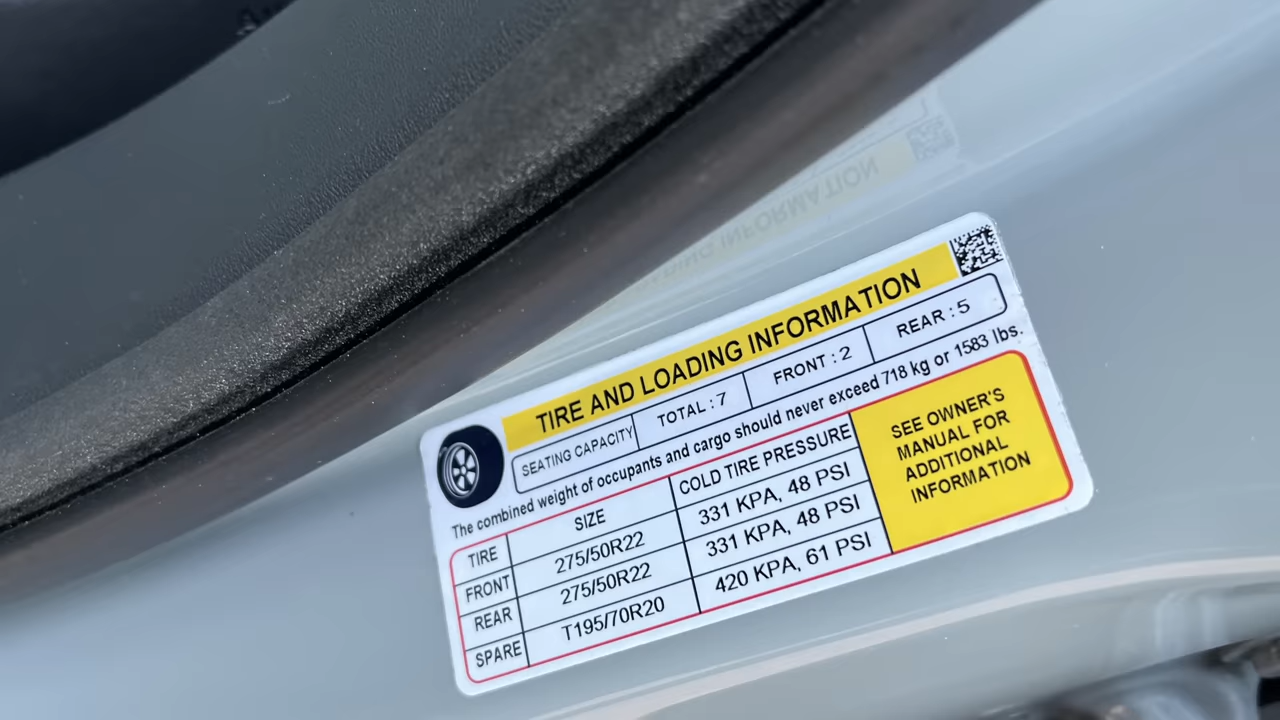 TIRE AND LOADING INFORMATION
SEATING CAPACITY TOTAL : 7 FRONT : 2 REAR : 5
The combined weight of occupants and cargo should never exceed 718 kg or 1583 lbs.
TIRE SIZE COLD TIRE PRESSURE
FRONT 275/50R22 331 KPA, 48 PSI
REAR 275/50R22 331 KPA, 48 PSI
SPARE T195/70R20 420 KPA, 61 PSI
SEE OWNER'S
MANUAL FOR
ADDITIONAL
INFORMATION